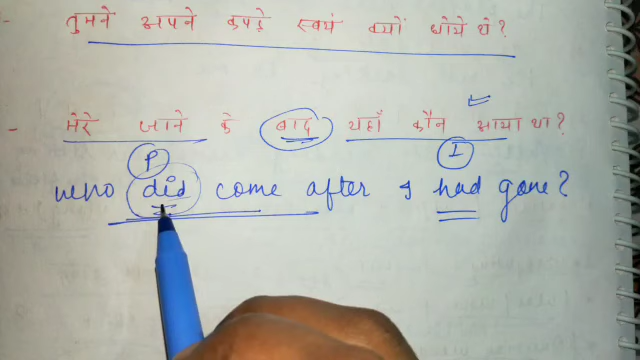 तुमने अपने कपड़े स्वयं क्यों धोये थे?
मेरे जाने के बाद यहाँ कौन आया था?
P I
who did come after I had gone?